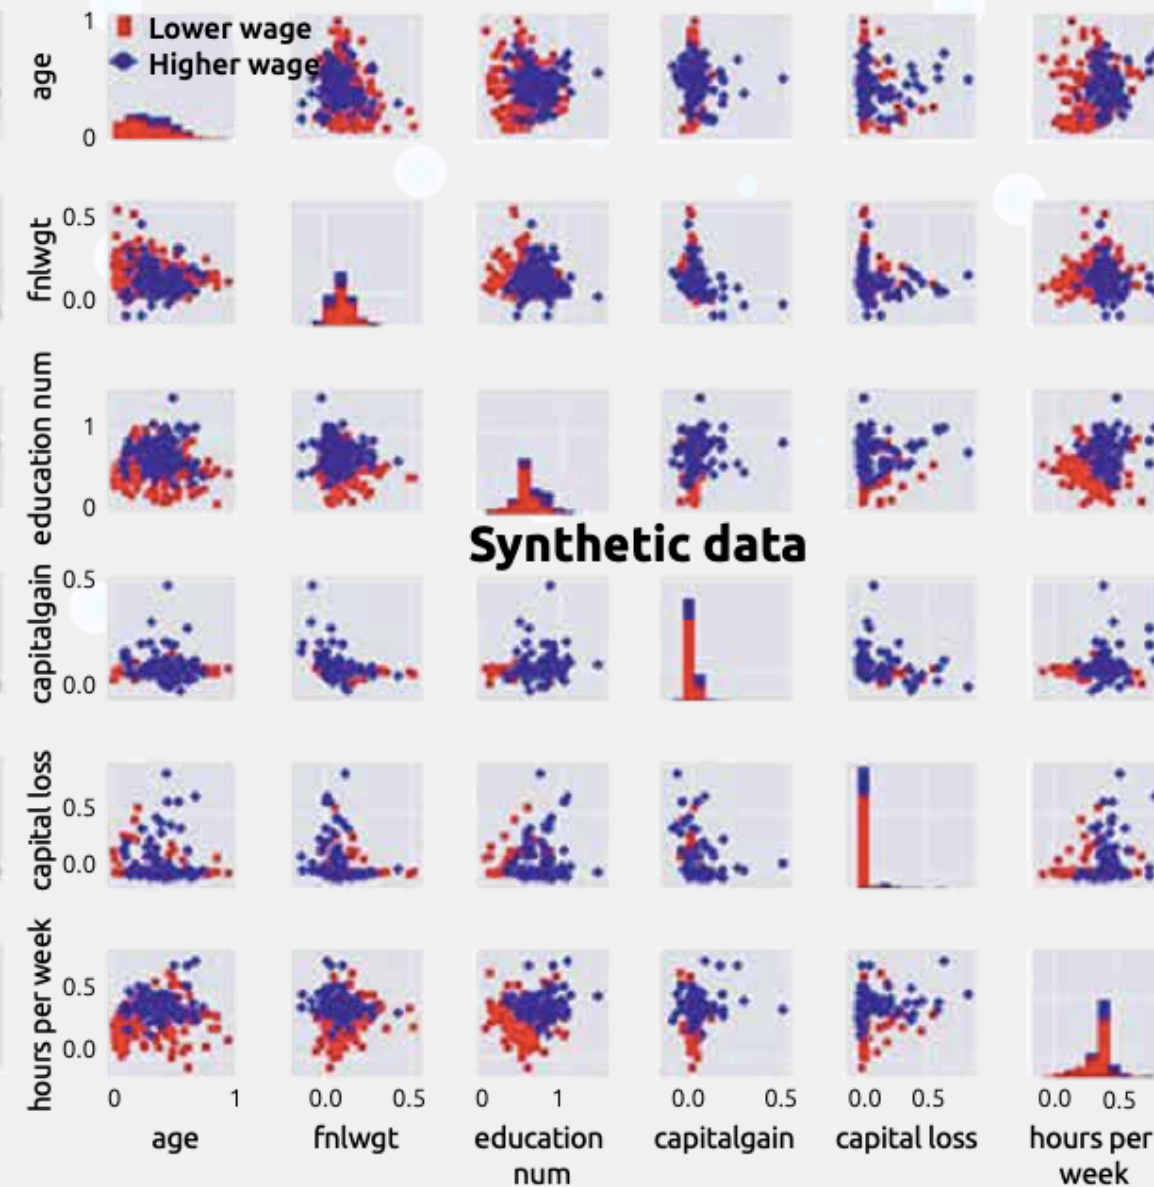 1
Lower wage
Higher wage
age
0
0.5
fnlwgt
0.0
education num
1
0
Synthetic data
0.5
capitalgain
0.0
capital loss
0.5
0.0
hours per week
0.5
0.0
0 1 0.0 0.5 0 1 0.0 0.5 0.0 0.5 0.0 0.5
age fnlwgt education capitalgain capital loss hours per
num week